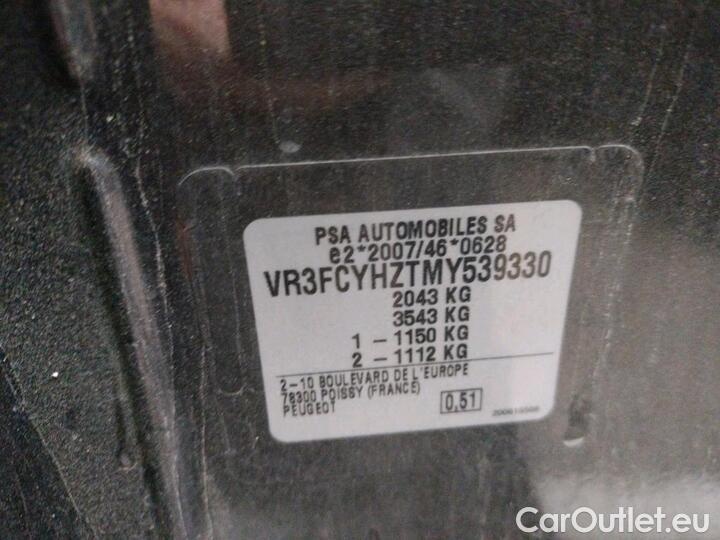 PSA AUTOMOBILES SA
e2*2007/46*0628
VR3FCYHZTMY539330
2043 KG
3543 KG
1 - 1150 KG
2 - 1112 KG
2-10 BOULEVARD DE L'EUROPE
78300 POISSY (FRANCE)
PEUGEOT
0,51
CarOutlet.eu